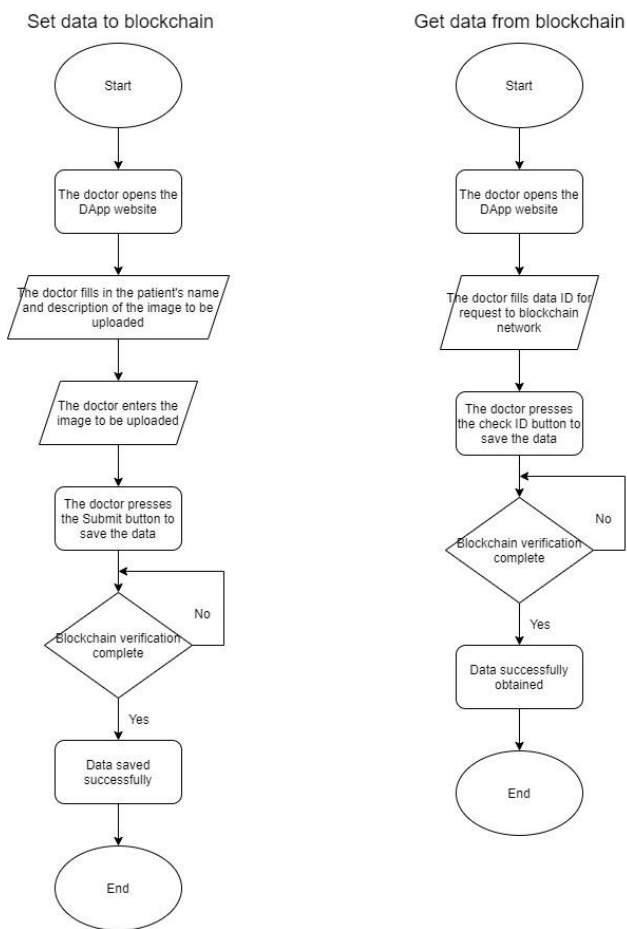 Set data to blockchain
Start
The doctor opens the
DApp website
The doctor fills in the patient's name
and description of the image to be
uploaded
The doctor enters the
image to be uploaded
The doctor presses
the Submit button to
save the data
No
Blockchain verification
complete
Yes
Data saved
successfully
End
Get data from blockchain
Start
The doctor opens the
DApp website
The doctor fills data ID for
request to blockchain
network
The doctor presses
the check ID button to
save the data
No
Blockchain verification
complete
Yes
Data successfully
obtained
End